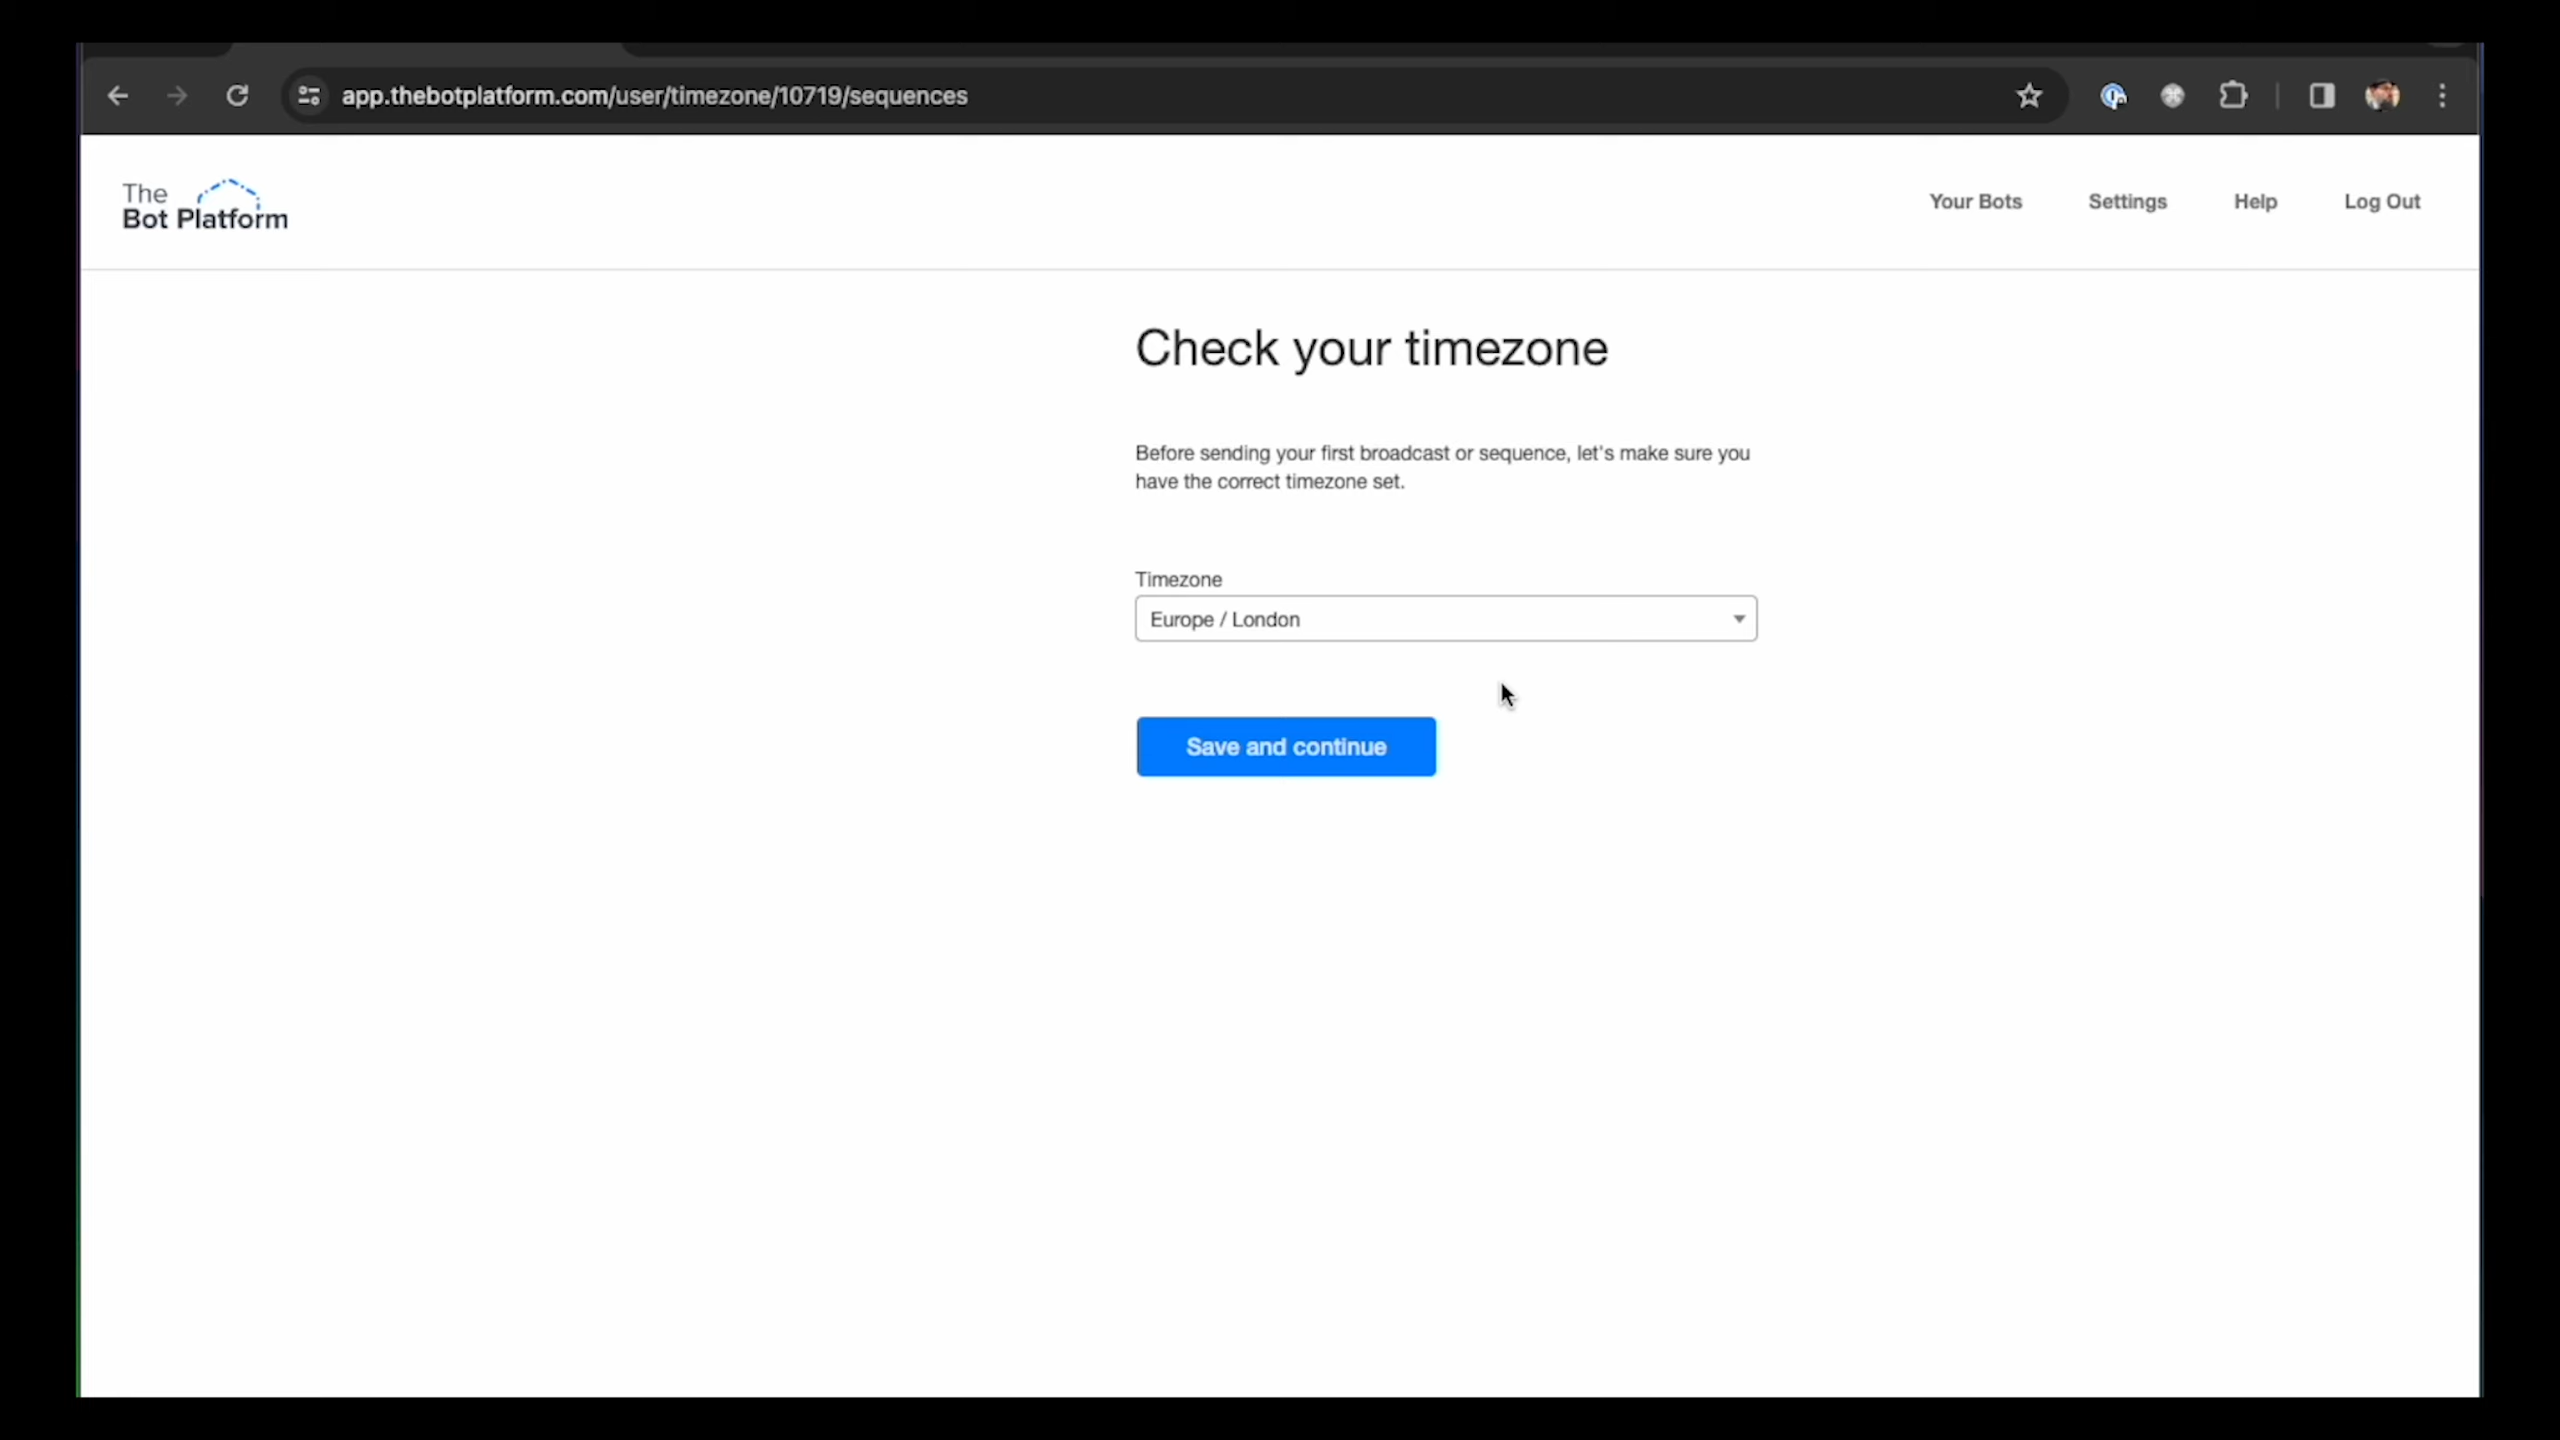 app.thebotplatform.com/user/timezone/10719/sequences
The
Bot Platform
Your Bots
Settings
Help
Log Out
Check your timezone
Before sending your first broadcast or sequence, let's make sure you
have the correct timezone set.
Timezone
Europe / London
Save and continue